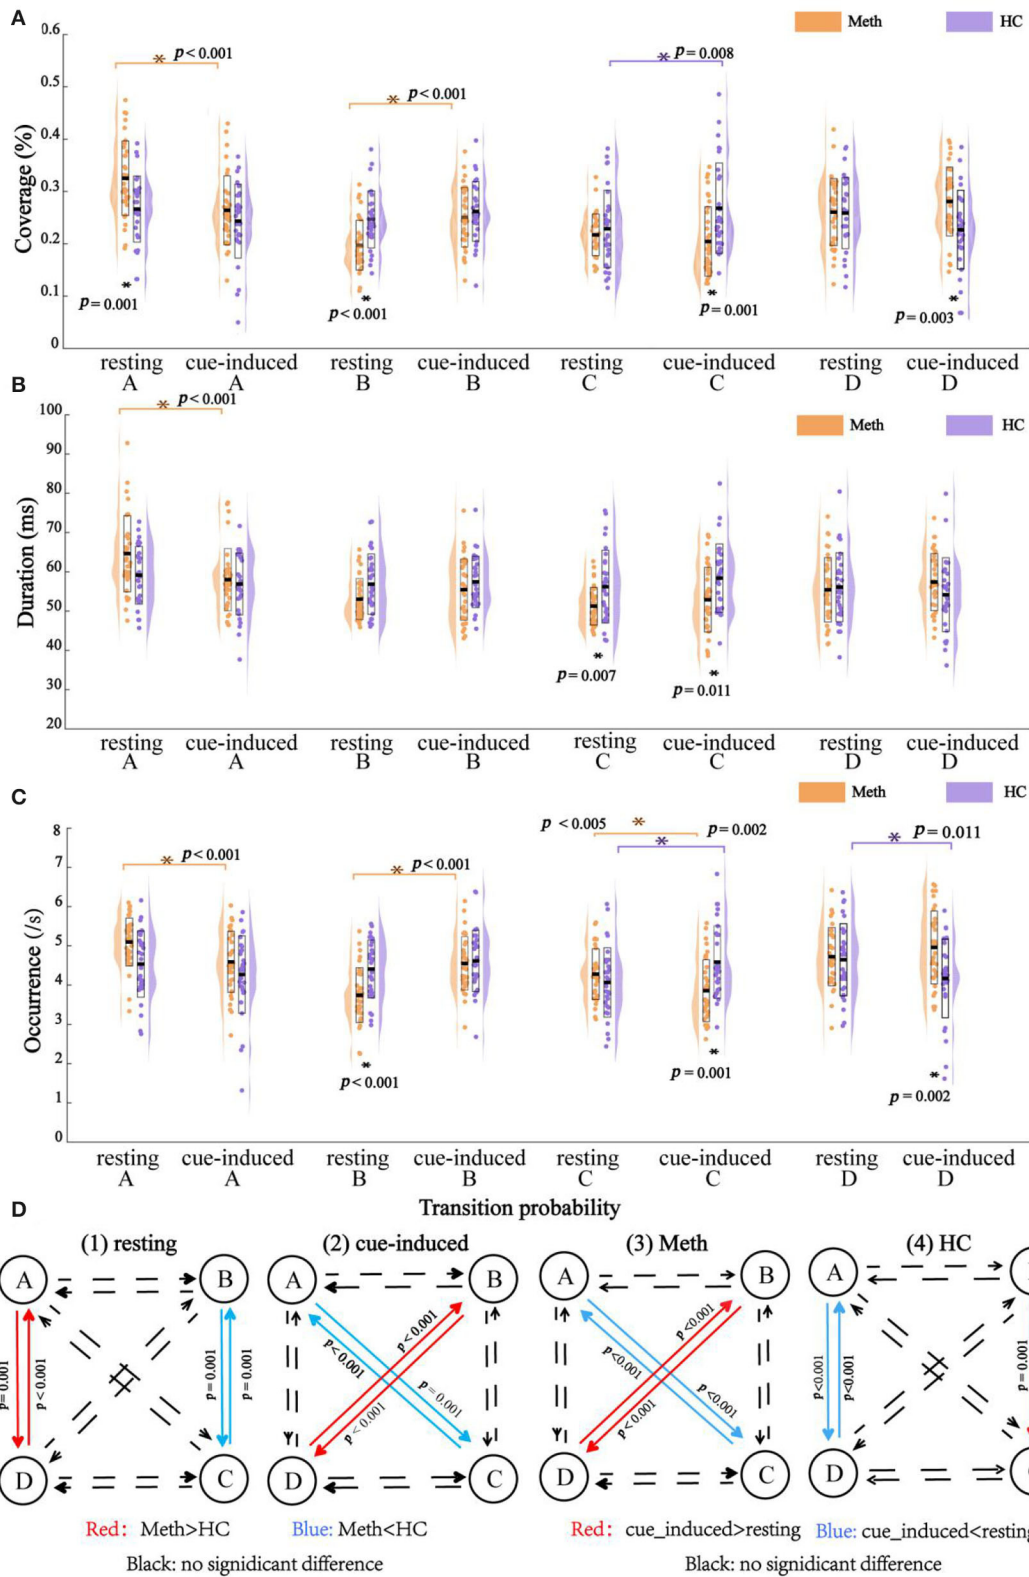 A
Meth HC
0.6
0.5
0.4
0.3
0.2
0.1
0
Coverage (%)
p < 0.001
p < 0.001
p = 0.008
p = 0.001
p < 0.001
p = 0.001
p = 0.003
resting cue-induced resting cue-induced resting cue-induced resting cue-induced
A A B B C C D D
B
Meth HC
100
90
80
70
60
50
40
30
20
Duration (ms)
p < 0.001
p = 0.007
p = 0.011
resting cue-induced resting cue-induced resting cue-induced resting cue-induced
A A B B C C D D
C
Meth HC
8
7
6
5
4
3
2
1
0
Occurrence (/s)
p < 0.001
p < 0.001
p < 0.005
p = 0.002
p = 0.011
p < 0.001
p = 0.001
p = 0.002
resting cue-induced resting cue-induced resting cue-induced resting cue-induced
A A B B C C D D
D
Transition probability
(1) resting (2) cue-induced (3) Meth (4) HC
A B A B A B A
p = 0.001
p < 0.001
p = 0.001
p = 0.001
p < 0.001
p < 0.001
p = 0.001
p < 0.001
p <0.001
p <0.001
p <0.001
p <0.001
p<0.001
p<0.001
p = 0.001
D C D C D C D
Red: Meth>HC Blue: Meth<HC Red: cue_induced>resting Blue: cue_induced<resting
Black: no signidicant difference Black: no signidicant difference